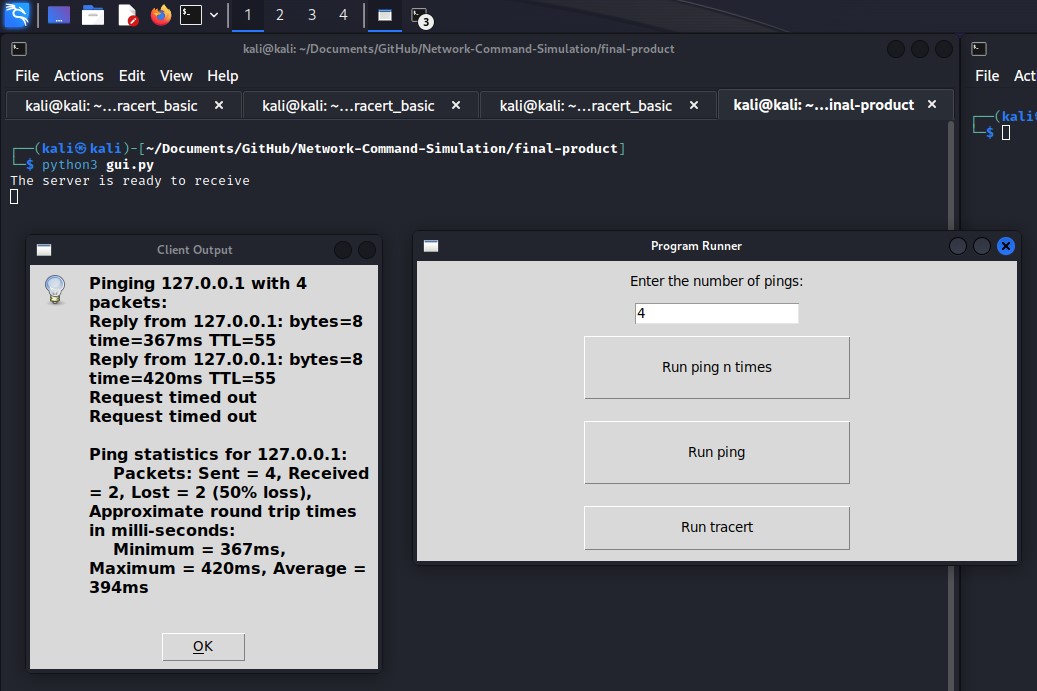 1 2 3 4 3
kali@kali: ~/Documents/GitHub/Network-Command-Simulation/final-product
File Actions Edit View Help
File Act
kali@kali: ~...racert_basic × kali@kali: ~...racert_basic × kali@kali: ~...racert_basic × kali@kali: ~...inal-product ×
┌──(kali㉿kali)-[~/Documents/GitHub/Network-Command-Simulation/final-product]
└─$ python3 gui.py
The server is ready to receive
┌──(kali
└─$
Client Output
Pinging 127.0.0.1 with 4
packets:
Reply from 127.0.0.1: bytes=8
time=367ms TTL=55
Reply from 127.0.0.1: bytes=8
time=420ms TTL=55
Request timed out
Request timed out
Ping statistics for 127.0.0.1:
Packets: Sent = 4, Received
= 2, Lost = 2 (50% loss),
Approximate round trip times
in milli-seconds:
Minimum = 367ms,
Maximum = 420ms, Average =
394ms
OK
Program Runner
Enter the number of pings:
4
Run ping n times
Run ping
Run tracert